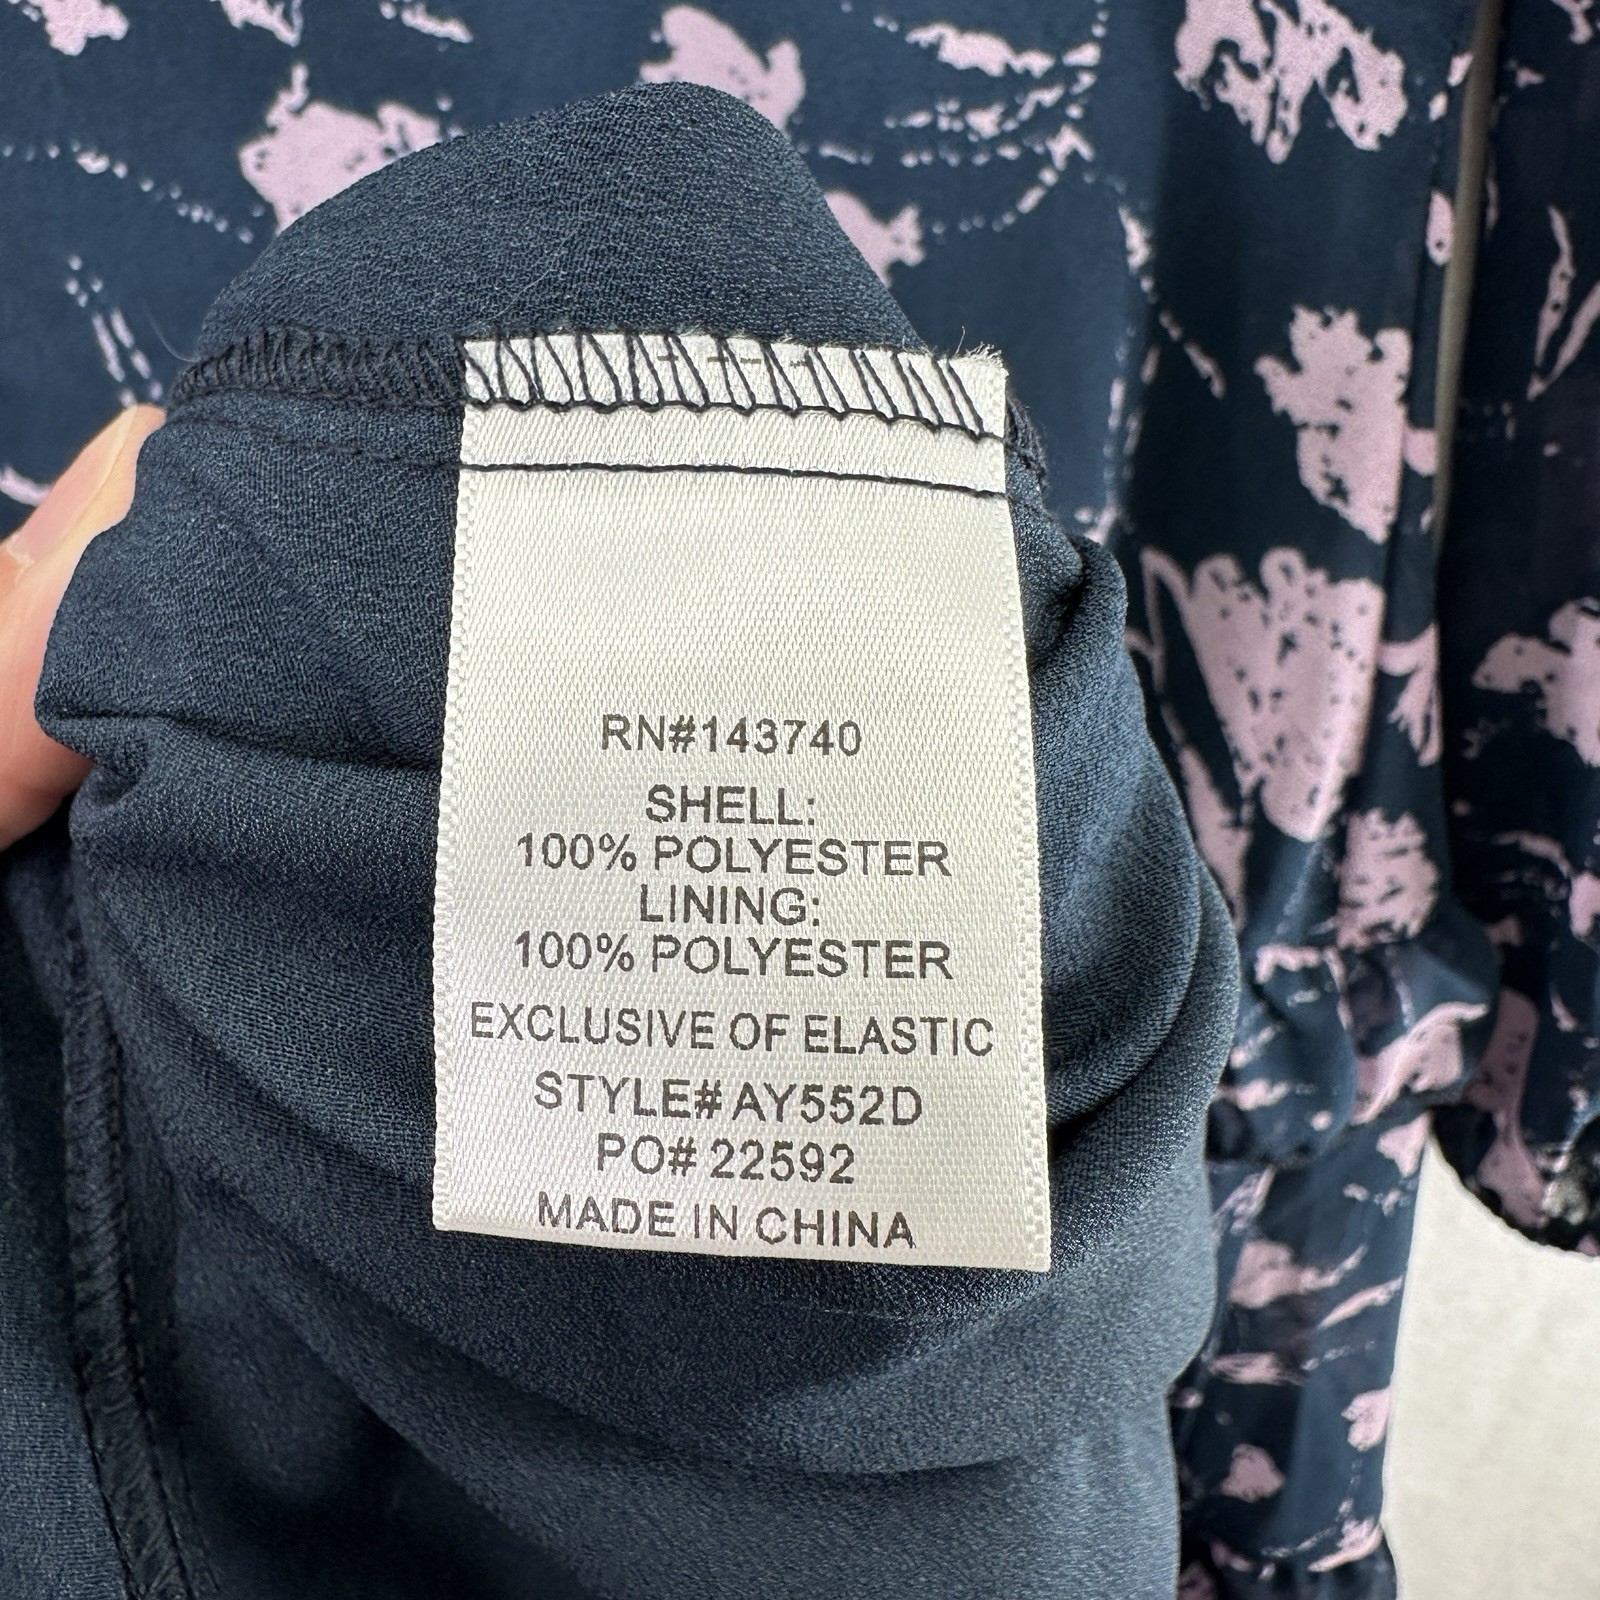 RN#143740
SHELL:
100% POLYESTER
LINING:
100% POLYESTER
EXCLUSIVE OF ELASTIC
STYLE# AY552D
PO# 22592
MADE IN CHINA